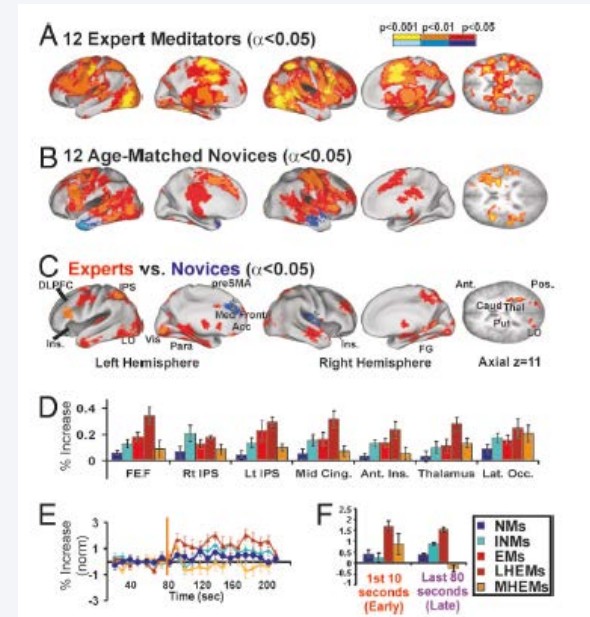 A 12 Expert Meditators (α<0.05)
p<0.001 p<0.01 p<0.05
B 12 Age-Matched Novices (α<0.05)
C Experts vs. Novices (α<0.05)
DLPFC IPS preSMA Ant. Pos.
Med Front
Acc
Caud Thal
Put
Ins. LO Vis Para Ins. FG LO
Left Hemisphere Right Hemisphere Axial z=11
D
% Increase
0.4
0.2
0
FEF Rt IPS Lt IPS Mid Cing. Ant. Ins. Thalamus Lat. Occ.
E
% Increase
(norm)
3
1
-1
-3
40 80 120 160 200
Time (sec)
F
2.5
2
1.5
1
0.5
0
-1
1st 10
seconds
(Early)
Last 80
seconds
(Late)
NMs
INMs
EMs
LHEMs
MHEMs